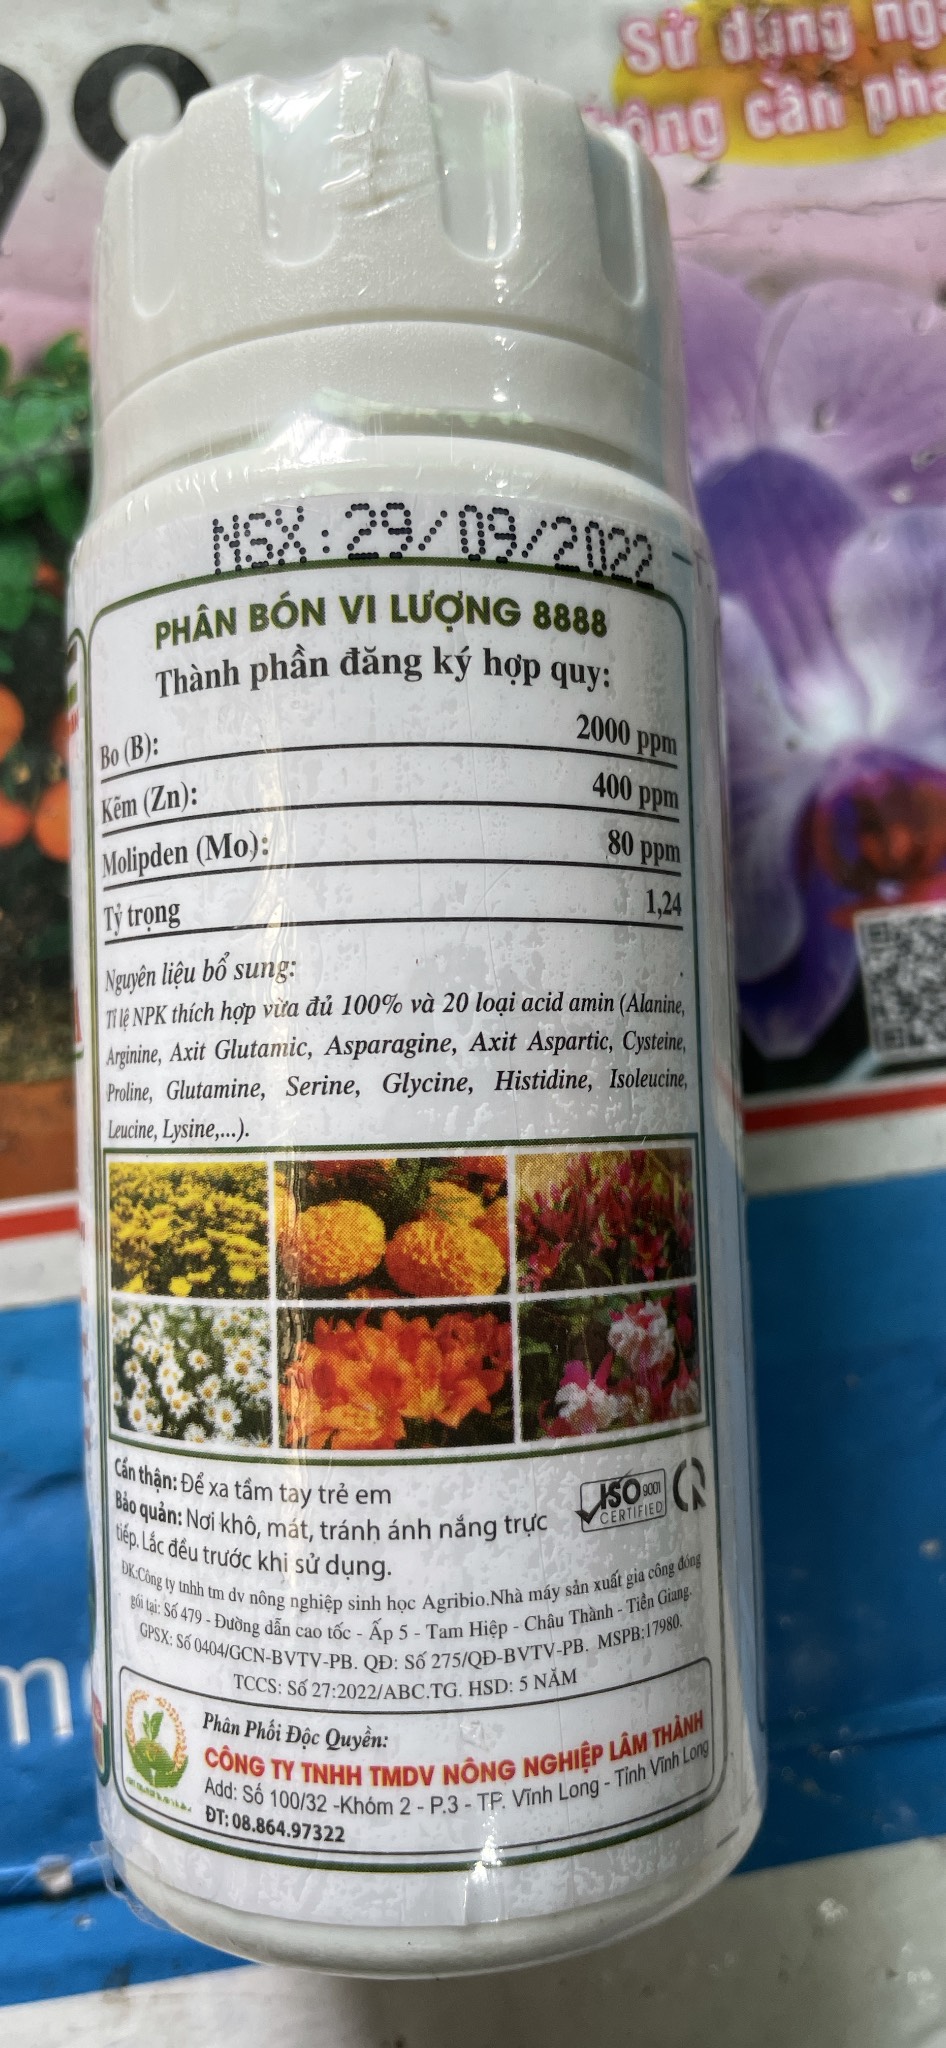 Sử dụng
cần
NSX:29/09/2022
PHÂN BÓN VI LƯỢNG 8888
Thành phần đăng ký hợp quy:
Bo (B): 2000 ppm
Kẽm (Zn): 400 ppm
Molipden (Mo): 80 ppm
Tỷ trọng 1,24
Nguyên liệu bổ sung:
Tỉ lệ NPK thích hợp vừa đủ 100% và 20 loại acid amin (Alanine,
Arginine, Axit Glutamic, Asparagine, Axit Aspartic, Cysteine,
Proline, Glutamine, Serine, Glycine, Histidine, Isoleucine,
Leucine, Lysine,...).
Cẩn thận: Để xa tầm tay trẻ em
Bảo quản: Nơi khô, mát, tránh ánh nắng trực
tiếp. Lắc đều trước khi sử dụng.
ISO 9001
CERTIFIED
ĐK:Công ty tnhh tm dv nông nghiệp sinh học Agribio.Nhà máy sản xuất gia công đóng
gói tại: Số 479 - Đường dẫn cao tốc - Ấp 5 - Tam Hiệp - Châu Thành - Tiền Giang.
GPSX: Số 0404/GCN-BVTV-PB. QĐ: Số 275/QĐ-BVTV-PB. MSPB:17980.
TCCS: Số 27:2022/ABC.TG. HSD: 5 NĂM
Phân Phối Độc Quyền:
CÔNG TY TNHH TMDV NÔNG NGHIỆP LÂM THÀNH
Add: Số 100/32 -Khóm 2 - P.3 - TP. Vĩnh Long - Tỉnh Vĩnh Long
ĐT: 08.864.97322